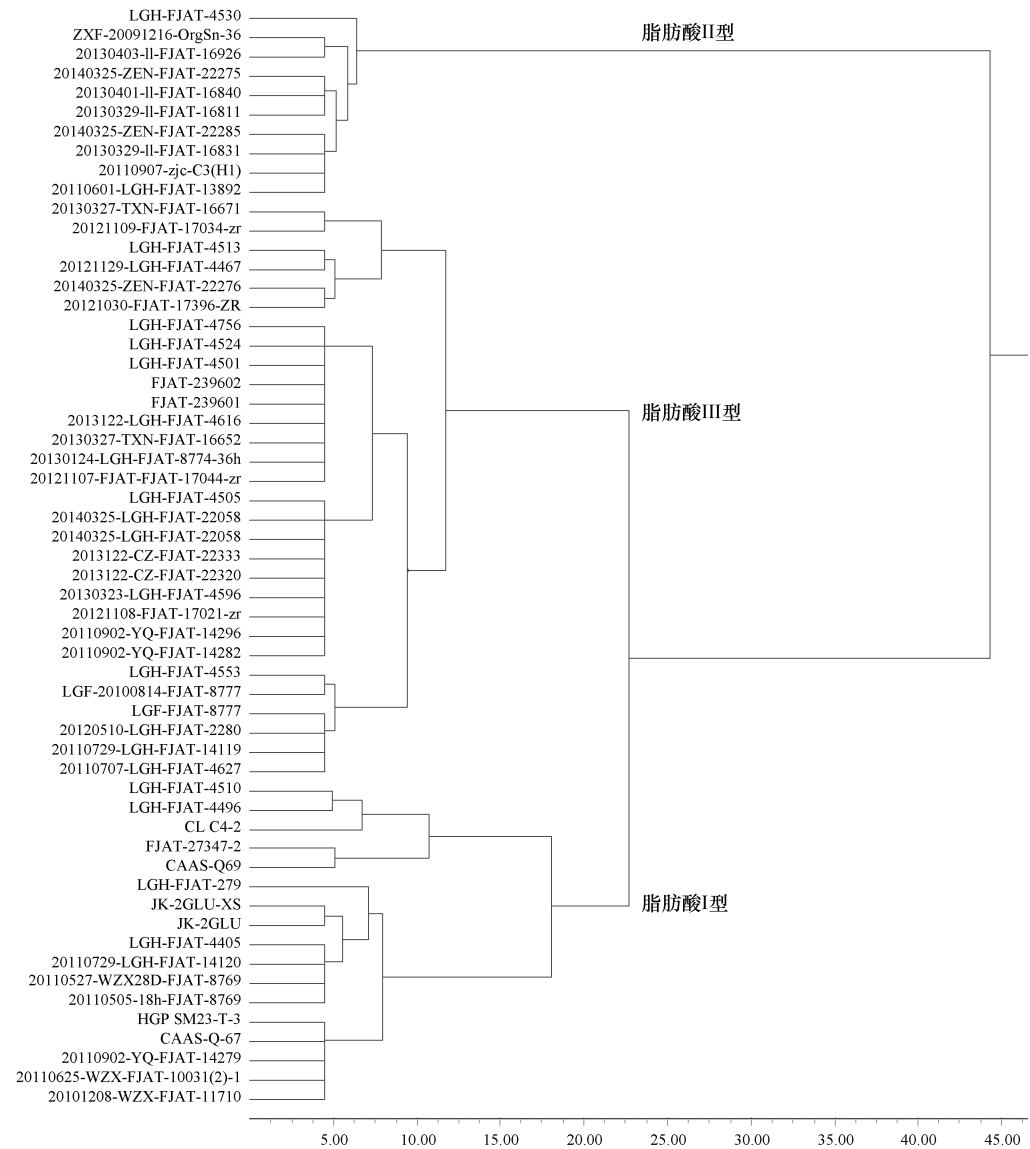 LGH-FJAT-4530
ZXF-20091216-OrgSn-36
脂肪酸II型
20130403-ll-FJAT-16926
20140325-ZEN-FJAT-22275
20130401-ll-FJAT-16840
20130329-ll-FJAT-16811
20140325-ZEN-FJAT-22285
20130329-ll-FJAT-16831
20110907-zjc-C3(H1)
20110601-LGH-FJAT-13892
20130327-TXN-FJAT-16671
20121109-FJAT-17034-zr
LGH-FJAT-4513
20121129-LGH-FJAT-4467
20140325-ZEN-FJAT-22276
20121030-FJAT-17396-ZR
LGH-FJAT-4756
LGH-FJAT-4524
LGH-FJAT-4501
FJAT-239602
FJAT-239601
脂肪酸III型
2013122-LGH-FJAT-4616
20130327-TXN-FJAT-16652
20130124-LGH-FJAT-8774-36h
20121107-FJAT-FJAT-17044-zr
LGH-FJAT-4505
20140325-LGH-FJAT-22058
20140325-LGH-FJAT-22058
2013122-CZ-FJAT-22333
2013122-CZ-FJAT-22320
20130323-LGH-FJAT-4596
20121108-FJAT-17021-zr
20110902-YQ-FJAT-14296
20110902-YQ-FJAT-14282
LGH-FJAT-4553
LGF-20100814-FJAT-8777
LGF-FJAT-8777
20120510-LGH-FJAT-2280
20110729-LGH-FJAT-14119
20110707-LGH-FJAT-4627
LGH-FJAT-4510
LGH-FJAT-4496
CL C4-2
FJAT-27347-2
CAAS-Q69
LGH-FJAT-279
JK-2GLU-XS
脂肪酸I型
JK-2GLU
LGH-FJAT-4405
20110729-LGH-FJAT-14120
20110527-WZX28D-FJAT-8769
20110505-18h-FJAT-8769
HGP SM23-T-3
CAAS-Q-67
20110902-YQ-FJAT-14279
20110625-WZX-FJAT-10031(2)-1
20101208-WZX-FJAT-11710
5.00 10.00 15.00 20.00 25.00 30.00 35.00 40.00 45.00